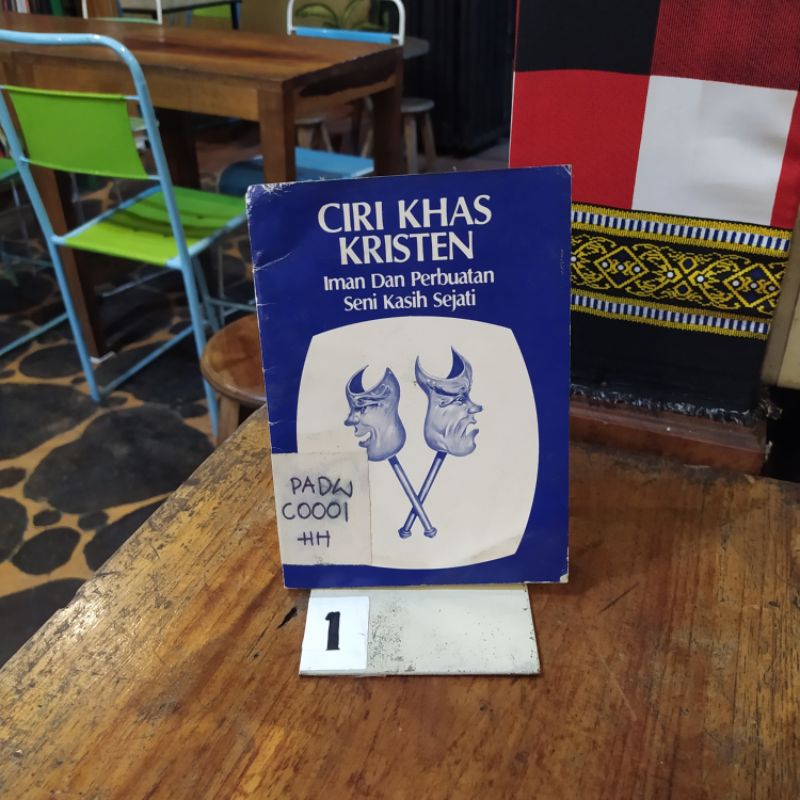 CIRI KHAS
KRISTEN
Iman Dan Perbuatan
Seni Kasih Sejati
PADW
C0001
HH
1